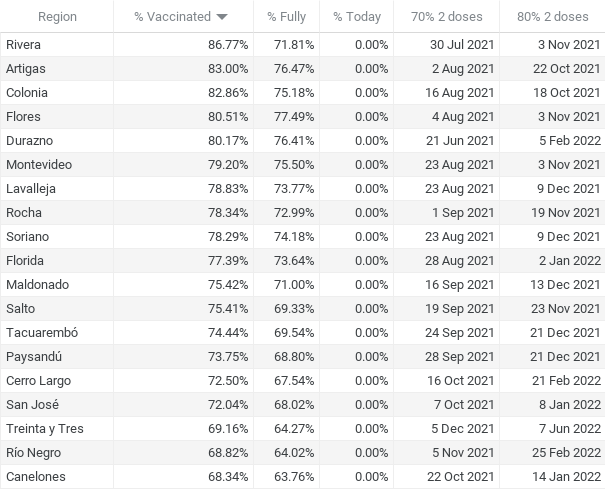 Region % Vaccinated % Fully % Today 70% 2 doses 80% 2 doses
Rivera 86.77% 71.81% 0.00% 30 Jul 2021 3 Nov 2021
Artigas 83.00% 76.47% 0.00% 2 Aug 2021 22 Oct 2021
Colonia 82.86% 75.18% 0.00% 16 Aug 2021 18 Oct 2021
Flores 80.51% 77.49% 0.00% 4 Aug 2021 3 Nov 2021
Durazno 80.17% 76.41% 0.00% 21 Jun 2021 5 Feb 2022
Montevideo 79.20% 75.50% 0.00% 23 Aug 2021 3 Nov 2021
Lavalleja 78.83% 73.77% 0.00% 23 Aug 2021 9 Dec 2021
Rocha 78.34% 72.99% 0.00% 1 Sep 2021 19 Nov 2021
Soriano 78.29% 74.18% 0.00% 23 Aug 2021 9 Dec 2021
Florida 77.39% 73.64% 0.00% 28 Aug 2021 2 Jan 2022
Maldonado 75.42% 71.00% 0.00% 16 Sep 2021 13 Dec 2021
Salto 75.41% 69.33% 0.00% 19 Sep 2021 23 Nov 2021
Tacuarembó 74.44% 69.54% 0.00% 24 Sep 2021 21 Dec 2021
Paysandú 73.75% 68.80% 0.00% 28 Sep 2021 21 Dec 2021
Cerro Largo 72.50% 67.54% 0.00% 16 Oct 2021 21 Feb 2022
San José 72.04% 68.02% 0.00% 7 Oct 2021 8 Jan 2022
Treinta y Tres 69.16% 64.27% 0.00% 5 Dec 2021 7 Jun 2022
Río Negro 68.82% 64.02% 0.00% 5 Nov 2021 25 Feb 2022
Canelones 68.34% 63.76% 0.00% 22 Oct 2021 14 Jan 2022